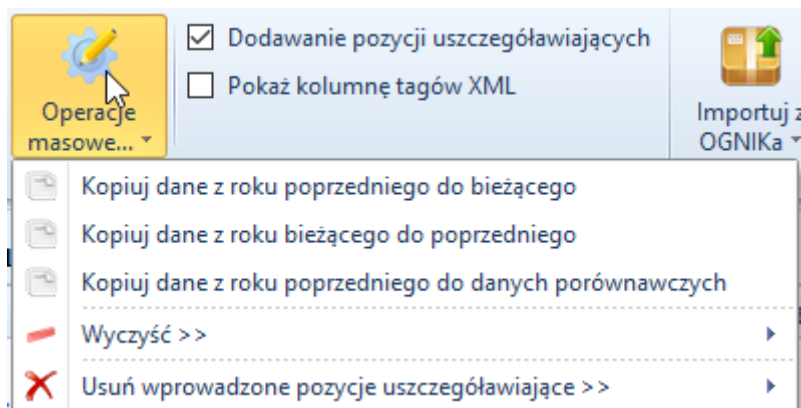 Dodawanie pozycji uszczegóławiających
Pokaż kolumnę tagów XML
Operacje
masowe...
Importuj z
OGNIKa
Kopiuj dane z roku poprzedniego do bieżącego
Kopiuj dane z roku bieżącego do poprzedniego
Kopiuj dane z roku poprzedniego do danych porównawczych
Wyczyść >>
Usuń wprowadzone pozycje uszczegóławiające >>